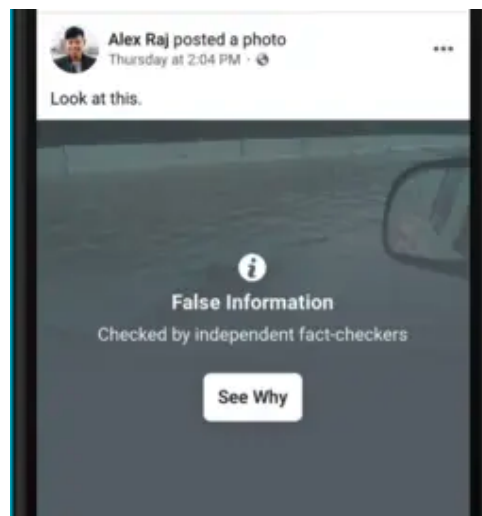 Alex Raj posted a photo
Thursday at 2:04 PM ·
Look at this.
False Information
Checked by independent fact-checkers
See Why